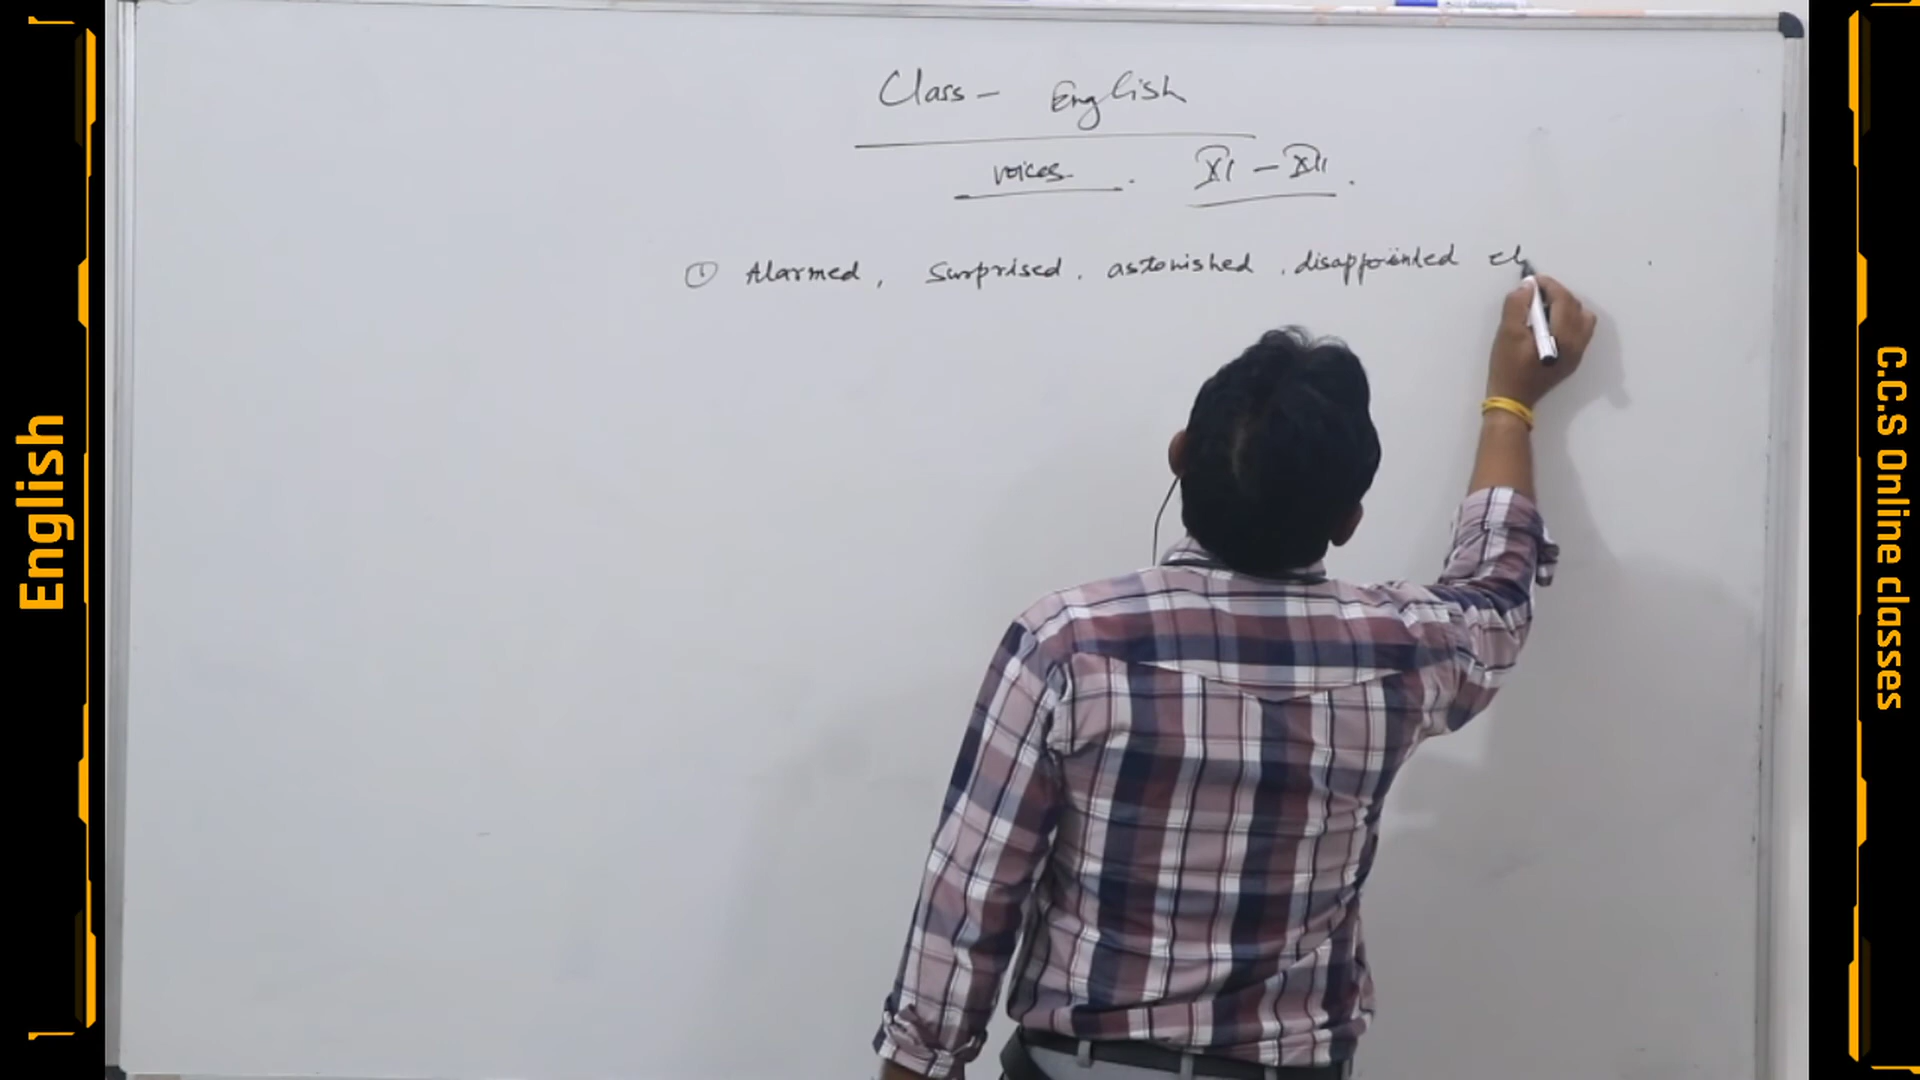 Class - English
voices. XI - XII.
① Alarmed, Surprised, astonished, disappointed
English
C.C.S Online classes